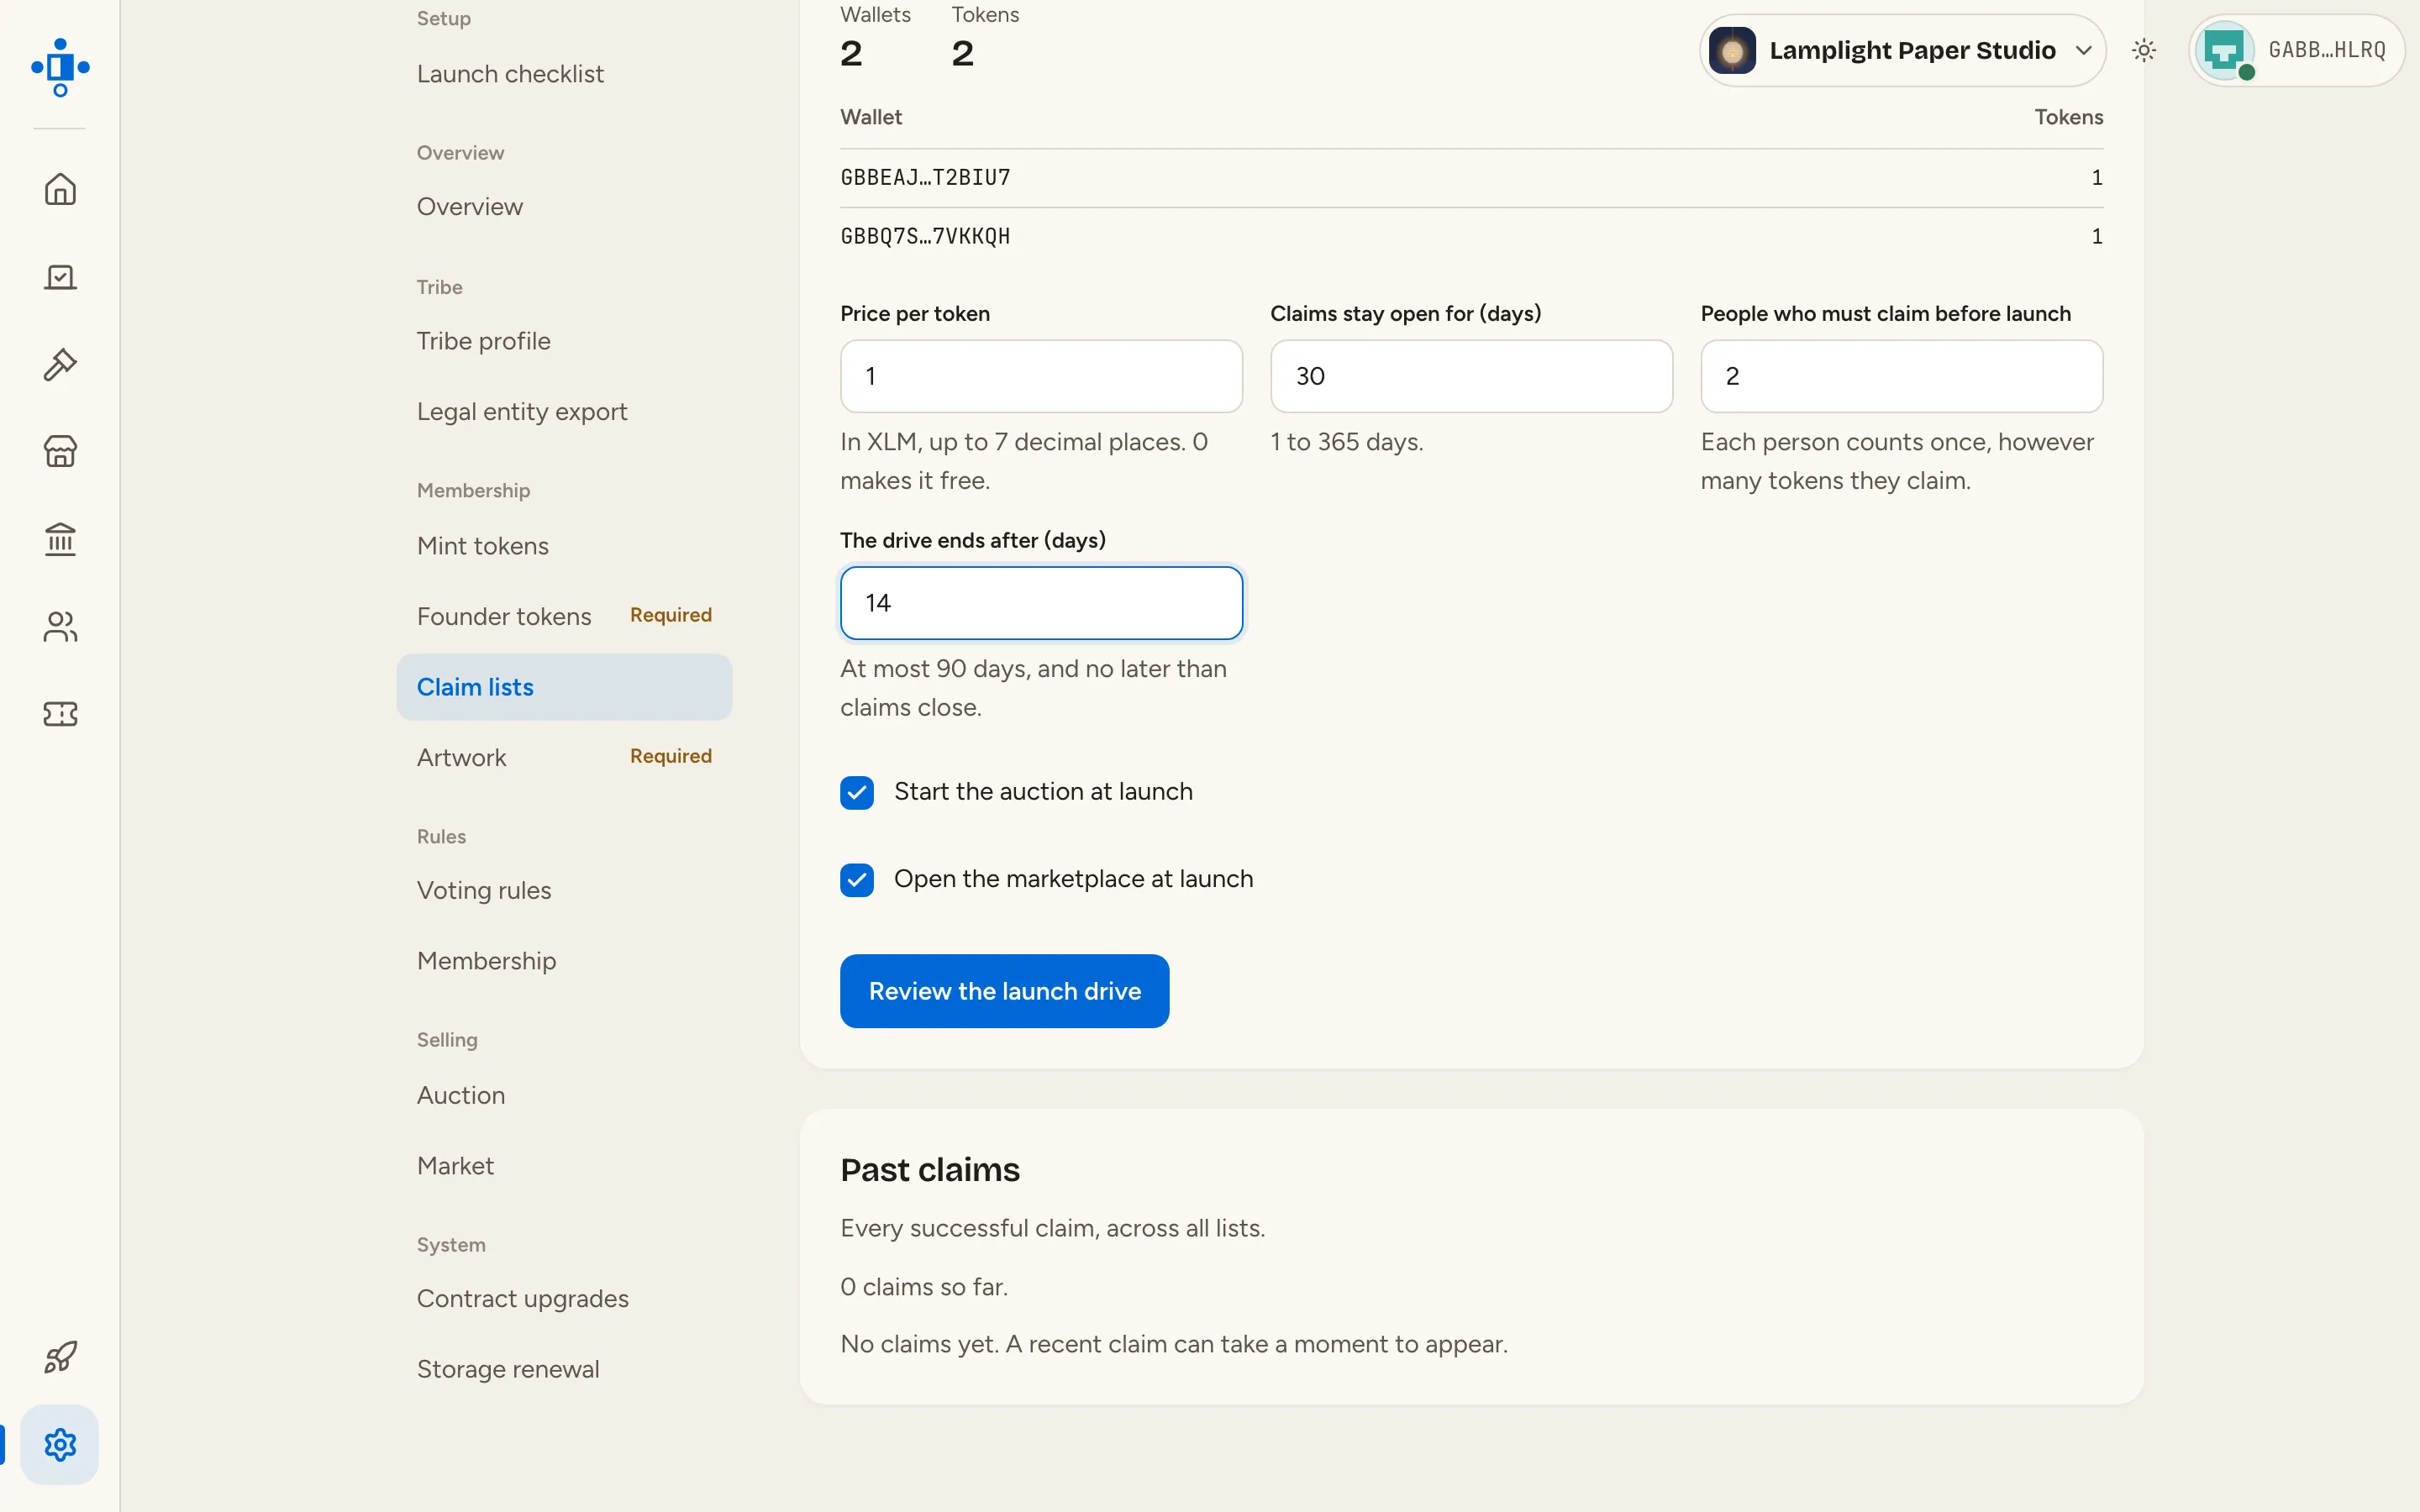 Setup
Launch checklist
Overview
Overview
Tribe
Tribe profile
Legal entity export
Membership
Mint tokens
Founder tokens Required
Claim lists
Artwork Required
Rules
Voting rules
Membership
Selling
Auction
Market
System
Contract upgrades
Storage renewal
Lamplight Paper Studio
GABB…HLRQ
Wallets Tokens
2 2
Wallet Tokens
GBBEAJ…T2BIU7 1
GBBQ7S…7VKKQH 1
Price per token
1
In XLM, up to 7 decimal places. 0
makes it free.
Claims stay open for (days)
30
1 to 365 days.
People who must claim before launch
2
Each person counts once, however
many tokens they claim.
The drive ends after (days)
14
At most 90 days, and no later than
claims close.
Start the auction at launch
Open the marketplace at launch
Review the launch drive
Past claims
Every successful claim, across all lists.
0 claims so far.
No claims yet. A recent claim can take a moment to appear.